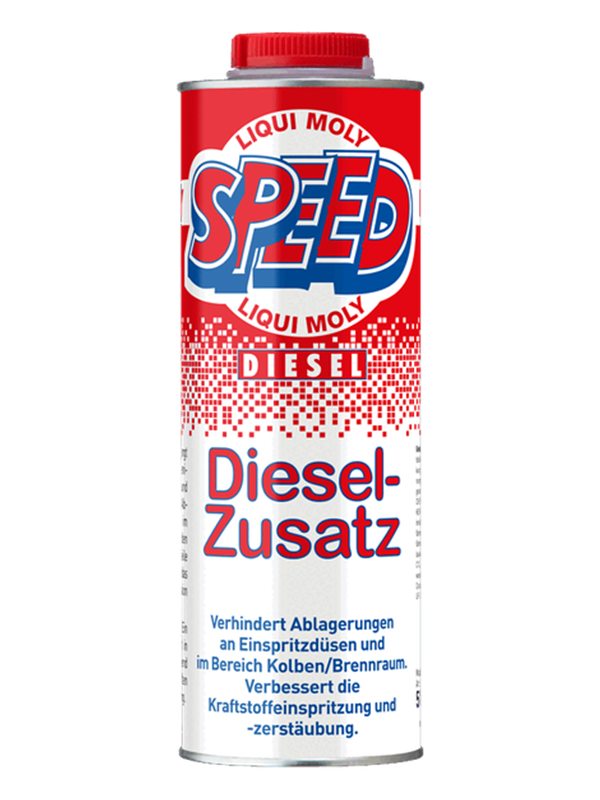 LIQUI MOLY
SPEED
LIQUI MOLY
DIESEL
Diesel-
Zusatz
Verhindert Ablagerungen
an Einspritzdüsen und
im Bereich Kolben/Brennraum.
Verbessert die
Kraftstoffeinspritzung und
-zerstäubung.